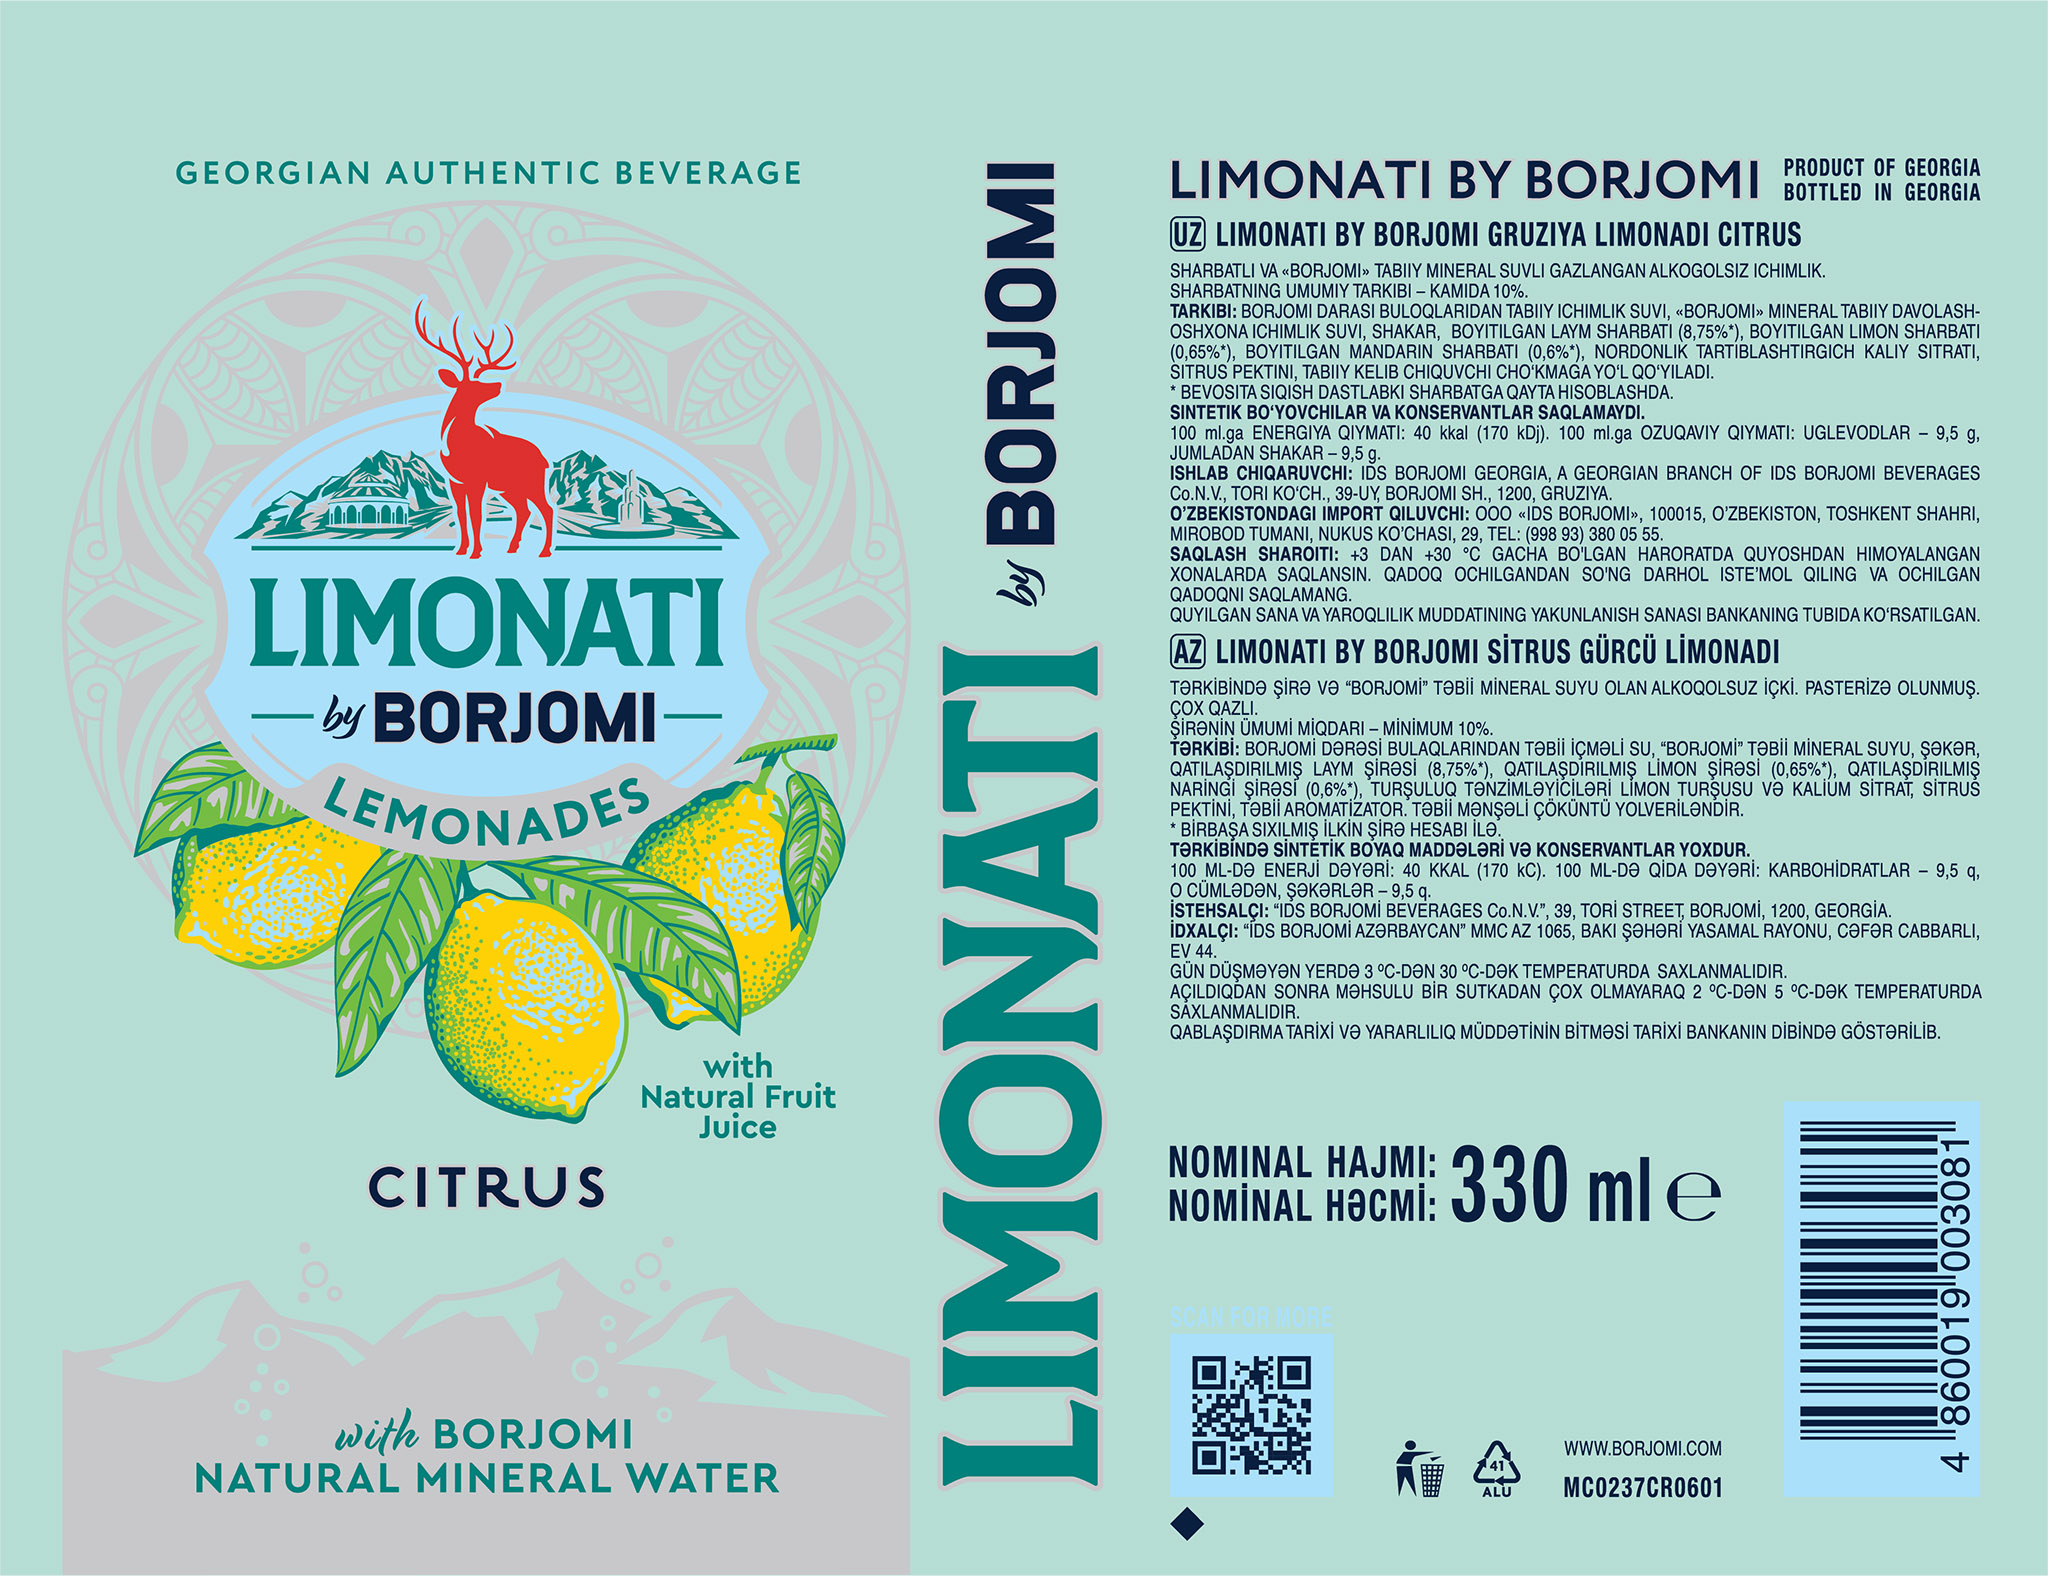 GEORGIAN AUTHENTIC BEVERAGE
LIMONATI
by BORJOMI
LEMONADES
with
Natural Fruit
Juice
CITRUS
with BORJOMI
NATURAL MINERAL WATER
LIMONATI by BORJOMI
LIMONATI BY BORJOMI
PRODUCT OF GEORGIA
BOTTLED IN GEORGIA
UZ LIMONATI BY BORJOMI GRUZIYA LIMONADI CITRUS
SHARBATLI VA «BORJOMI» TABIIY MINERAL SUVLI GAZLANGAN ALKOGOLSIZ ICHIMLIK.
SHARBATNING UMUMIY TARKIBI – KAMIDA 10%.
TARKIBI: BORJOMI DARASI BULOQLARIDAN TABIIY ICHIMLIK SUVI, «BORJOMI» MINERAL TABIIY DAVOLASH-
OSHXONA ICHIMLIK SUVI, SHAKAR, BOYITILGAN LAYM SHARBATI (8,75%*), BOYITILGAN LIMON SHARBATI
(0,65%*), BOYITILGAN MANDARIN SHARBATI (0,6%*), NORDONLIK TARTIBLASHTIRGICH KALIY SITRATI,
SITRUS PEKTINI, TABIIY KELIB CHIQUVCHI CHO‘KMAGA YO‘L QO‘YILADI.
* BEVOSITA SIQISH DASTLABKI SHARBATGA QAYTA HISOBLASHDA.
SINTETIK BO‘YOVCHILAR VA KONSERVANTLAR SAQLAMAYDI.
100 ml.ga ENERGIYA QIYMATI: 40 kkal (170 kDj). 100 ml.ga OZUQAVIY QIYMATI: UGLEVODLAR – 9,5 g,
JUMLADAN SHAKAR – 9,5 g.
ISHLAB CHIQARUVCHI: IDS BORJOMI GEORGIA, A GEORGIAN BRANCH OF IDS BORJOMI BEVERAGES
Co.N.V., TORI KO‘CH., 39-UY, BORJOMI SH., 1200, GRUZIYA.
O’ZBEKISTONDAGI IMPORT QILUVCHI: OOO «IDS BORJOMI», 100015, O’ZBEKISTON, TOSHKENT SHAHRI,
MIROBOD TUMANI, NUKUS KO’CHASI, 29, TEL: (998 93) 380 05 55.
SAQLASH SHAROITI: +3 DAN +30 °C GACHA BO'LGAN HARORATDA QUYOSHDAN HIMOYALANGAN
XONALARDA SAQLANSIN. QADOQ OCHILGANDAN SO'NG DARHOL ISTE’MOL QILING VA OCHILGAN
QADOQNI SAQLAMANG.
QUYILGAN SANA VA YAROQLILIK MUDDATINING YAKUNLANISH SANASI BANKANING TUBIDA KO‘RSATILGAN.
AZ LIMONATI BY BORJOMI SİTRUS GÜRCÜ LİMONADI
TƏRKİBİNDƏ ŞİRƏ VƏ “BORJOMI” TƏBİİ MİNERAL SUYU OLAN ALKOQOLSUZ İÇKİ. PASTERİZƏ OLUNMUŞ.
ÇOX QAZLI.
ŞİRƏNİN ÜMUMİ MİQDARI – MİNİMUM 10%.
TƏRKİBİ: BORJOMİ DƏRƏSİ BULAQLARINDAN TƏBİİ İÇMƏLİ SU, “BORJOMİ” TƏBİİ MİNERAL SUYU, ŞƏKƏR,
QATILAŞDIRILMIŞ LAYM ŞİRƏSİ (8,75%*), QATILAŞDIRILMIŞ LİMON ŞİRƏSİ (0,65%*), QATILAŞDIRILMIŞ
NARİNGİ ŞİRƏSİ (0,6%*), TURŞULUQ TƏNZİMLƏYİCİLƏRİ LİMON TURŞUSU VƏ KALIUM SİTRAT, SİTRUS
PEKTİNİ, TƏBİİ AROMATİZATOR. TƏBİİ MƏNŞƏLİ ÇÖKÜNTÜ YOLVERİLƏNDİR.
* BİRBAŞA SIXILMIŞ İLKİN ŞİRƏ HESABI İLƏ.
TƏRKİBİNDƏ SİNTETİK BOYAQ MADDƏLƏRİ VƏ KONSERVANTLAR YOXDUR.
100 ML-DƏ ENERJİ DƏYƏRİ: 40 KKAL (170 kC). 100 ML-DƏ QİDA DƏYƏRİ: KARBOHİDRATLAR – 9,5 q,
O CÜMLƏDƏN, ŞƏKƏRLƏR – 9,5 q.
İSTEHSALÇI: “IDS BORJOMİ BEVERAGES Co.N.V.”, 39, TORİ STREET, BORJOMİ, 1200, GEORGİA.
İDXALÇI: “İDS BORJOMİ AZƏRBAYCAN” MMC AZ 1065, BAKI ŞƏHƏRİ YASAMAL RAYONU, CƏFƏR CABBARLI,
EV 44.
GÜN DÜŞMƏYƏN YERDƏ 3 ºC-DƏN 30 ºC-DƏK TEMPERATURDA SAXLANMALIDIR.
AÇILDIQDAN SONRA MƏHSULU BİR SUTKADAN ÇOX OLMAYARAQ 2 ºC-DƏN 5 ºC-DƏK TEMPERATURDA
SAXLANMALIDIR.
QABLAŞDIRMA TARİXİ VƏ YARARLILIQ MÜDDƏTİNİN BİTMƏSİ TARİXİ BANKANIN DİBİNDƏ GÖSTƏRİLİB.
NOMINAL HAJMI:
NOMİNAL HƏCMİ:
330 ml ℮
SCAN FOR MORE
41
ALU
WWW.BORJOMI.COM
MC0237CR0601
4 860019 003081